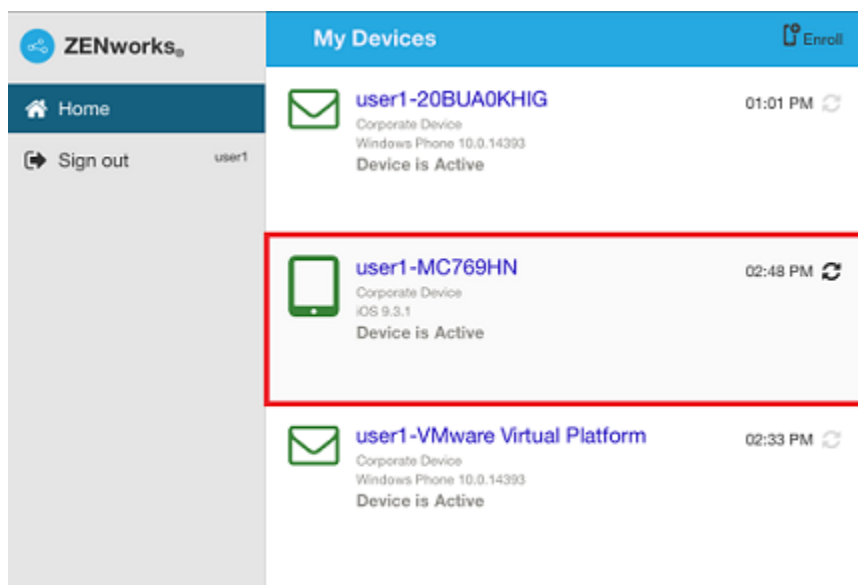 ZENworks®
Home
Sign out user1
My Devices Enroll
user1-20BUA0KHIG 01:01 PM
Corporate Device
Windows Phone 10.0.14393
Device is Active
user1-MC769HN 02:48 PM
Corporate Device
iOS 9.3.1
Device is Active
user1-VMware Virtual Platform 02:33 PM
Corporate Device
Windows Phone 10.0.14393
Device is Active